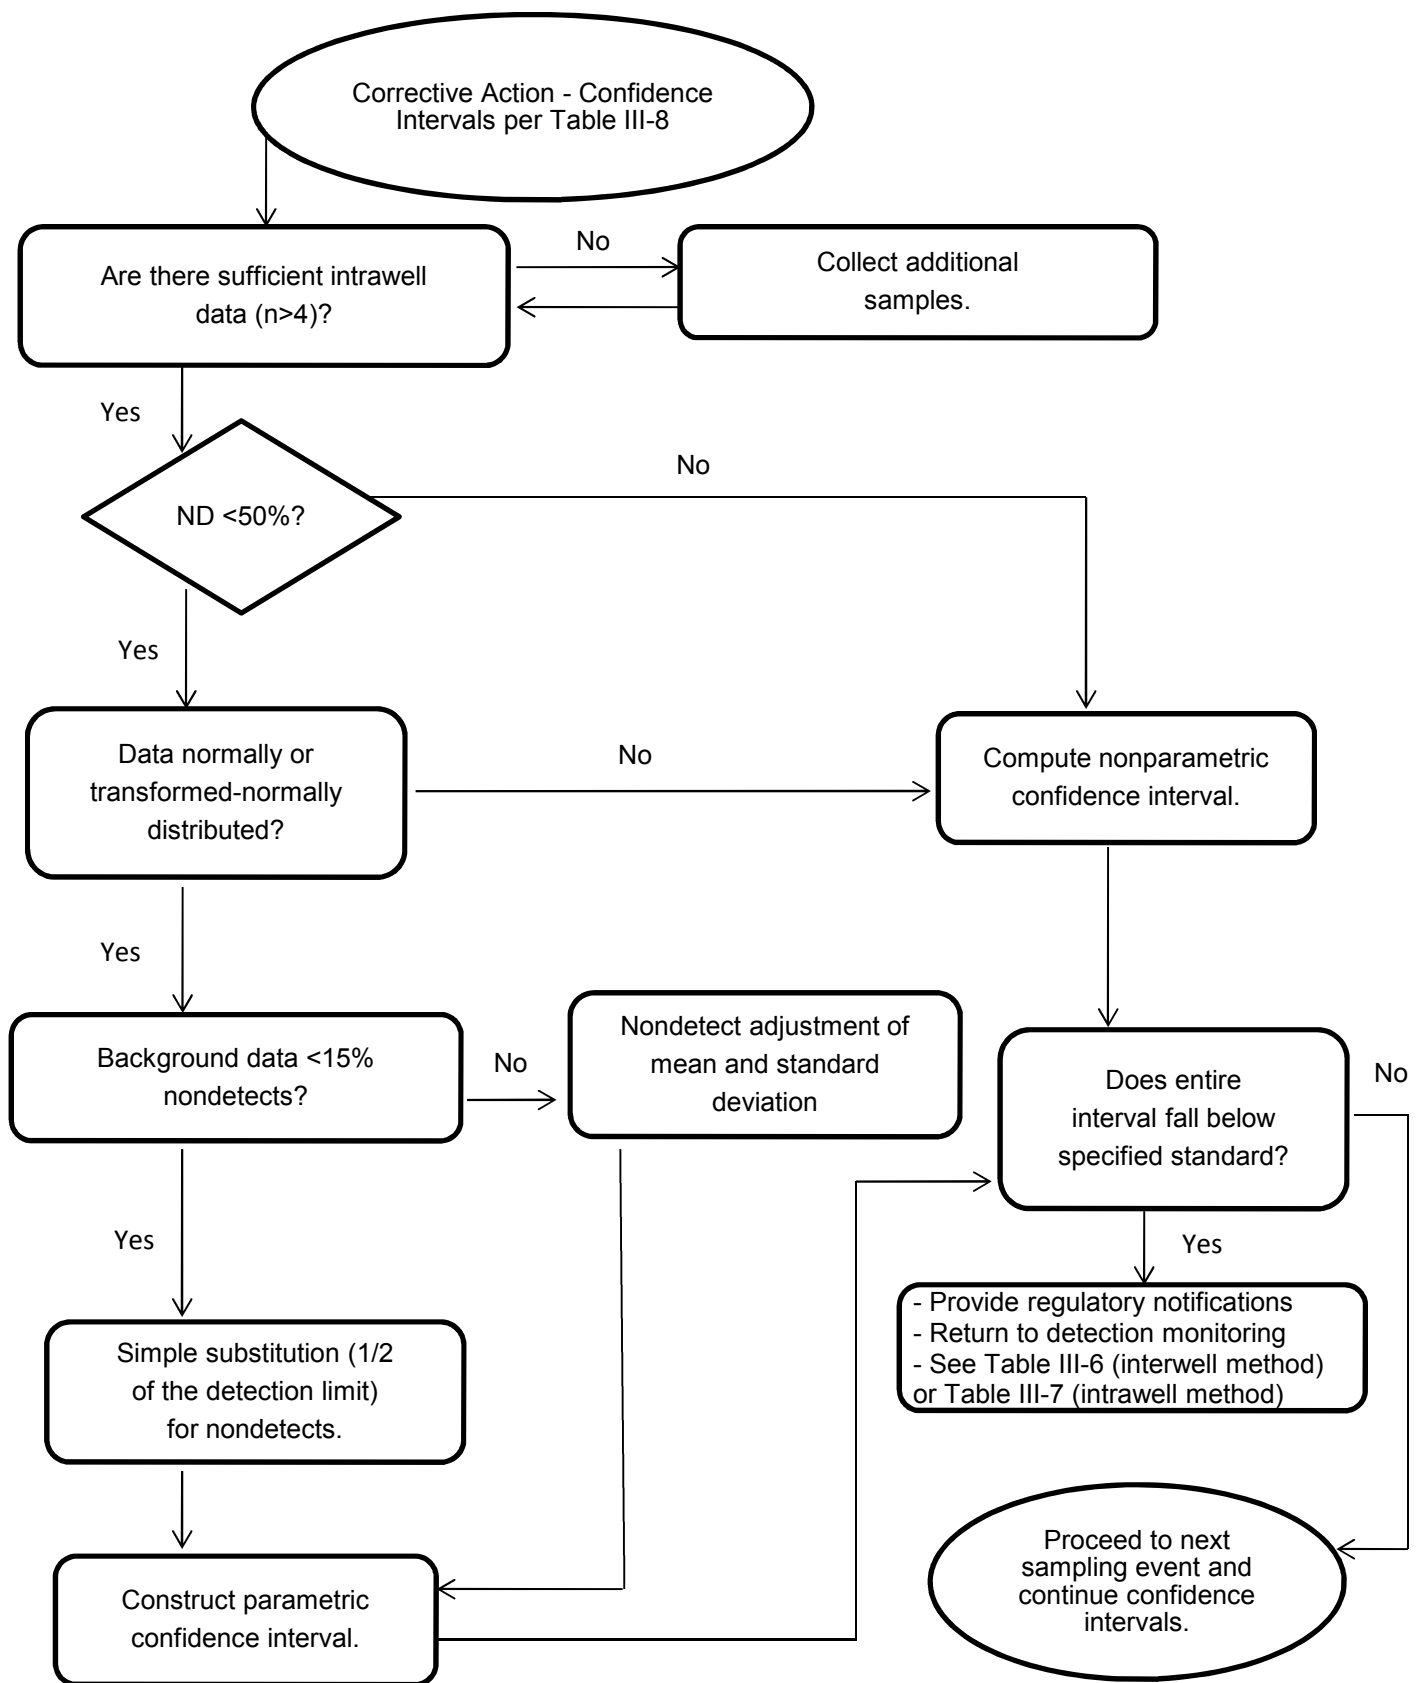 Corrective Action - Confidence
Intervals per Table III-8
No
Are there sufficient intrawell
data (n>4)?
Collect additional
samples.
Yes
No
ND <50%?
Yes
Data normally or
transformed-normally
distributed?
No
Compute nonparametric
confidence interval.
Yes
Background data <15%
nondetects?
No
Nondetect adjustment of
mean and standard
deviation
Does entire
interval fall below
specified standard?
No
Yes
Yes
- Provide regulatory notifications
- Return to detection monitoring
- See Table III-6 (interwell method)
or Table III-7 (intrawell method)
Simple substitution (1/2
of the detection limit)
for nondetects.
Construct parametric
confidence interval.
Proceed to next
sampling event and
continue confidence
intervals.